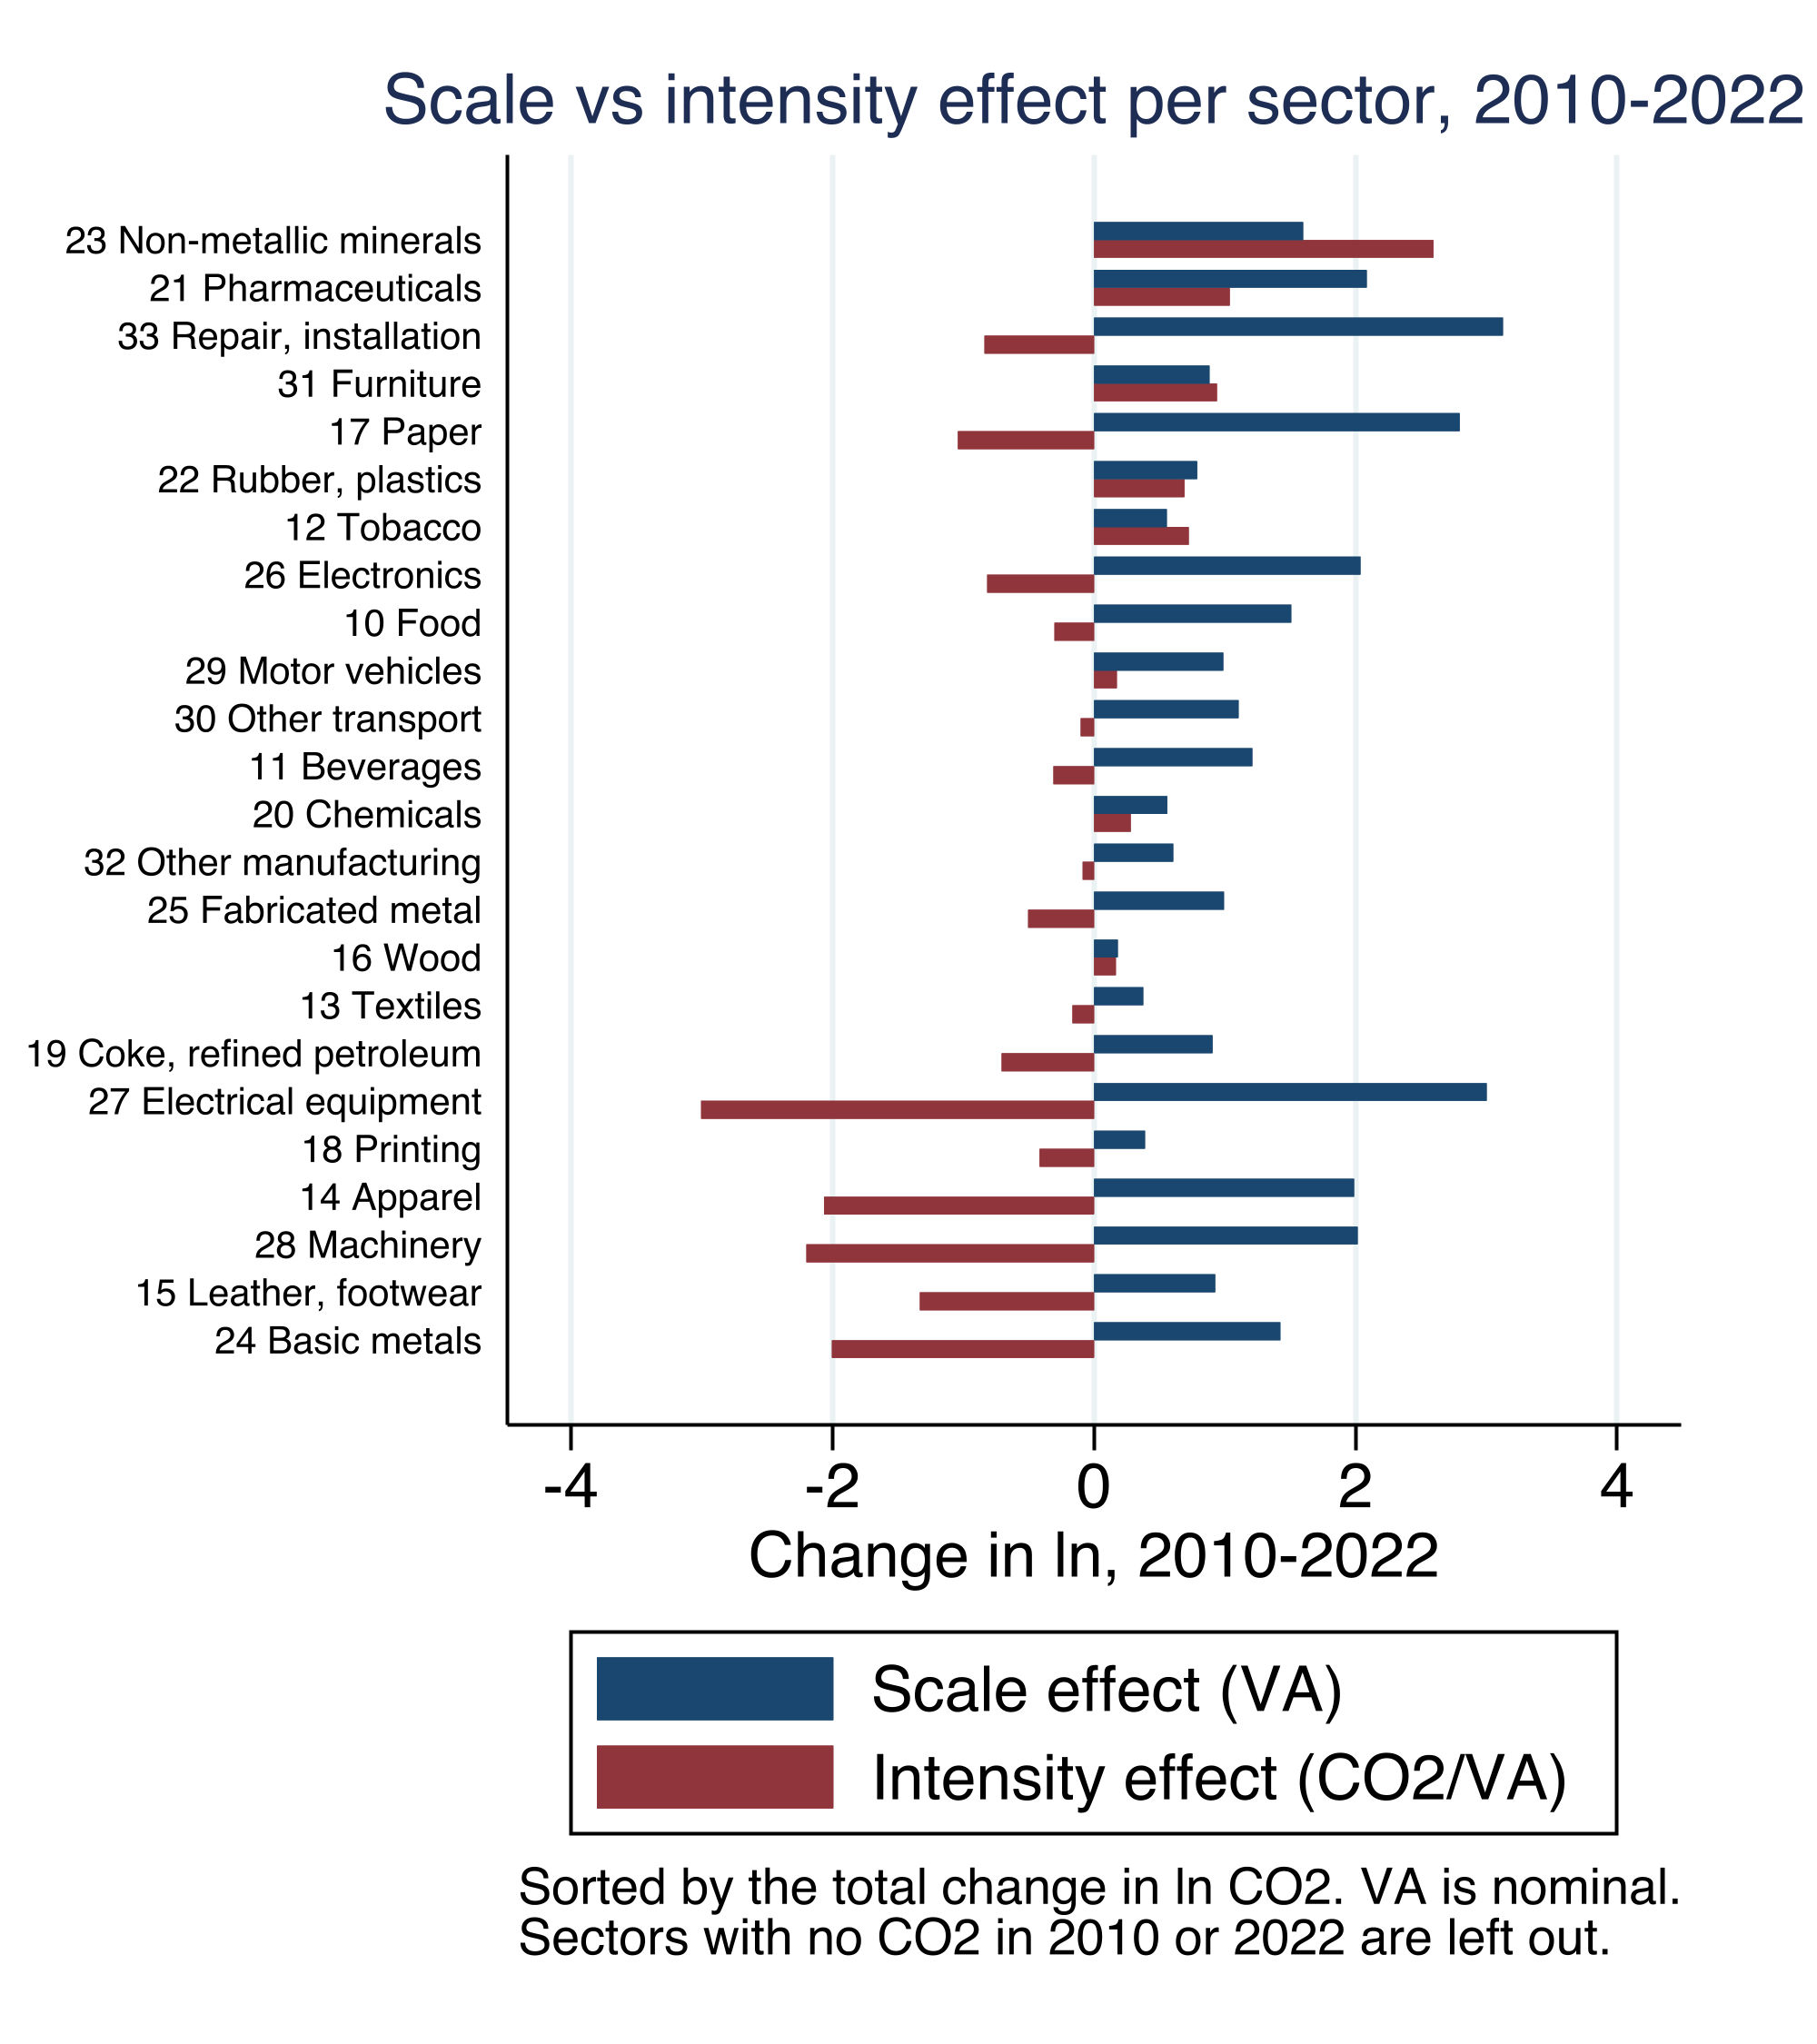 Scale vs intensity effect per sector, 2010-2022
23 Non-metallic minerals
21 Pharmaceuticals
33 Repair, installation
31 Furniture
17 Paper
22 Rubber, plastics
12 Tobacco
26 Electronics
10 Food
29 Motor vehicles
30 Other transport
11 Beverages
20 Chemicals
32 Other manufacturing
25 Fabricated metal
16 Wood
13 Textiles
19 Coke, refined petroleum
27 Electrical equipment
18 Printing
14 Apparel
28 Machinery
15 Leather, footwear
24 Basic metals
-4 -2 0 2 4
Change in ln, 2010-2022
Scale effect (VA)
Intensity effect (CO2/VA)
Sorted by the total change in ln CO2. VA is nominal.
Sectors with no CO2 in 2010 or 2022 are left out.